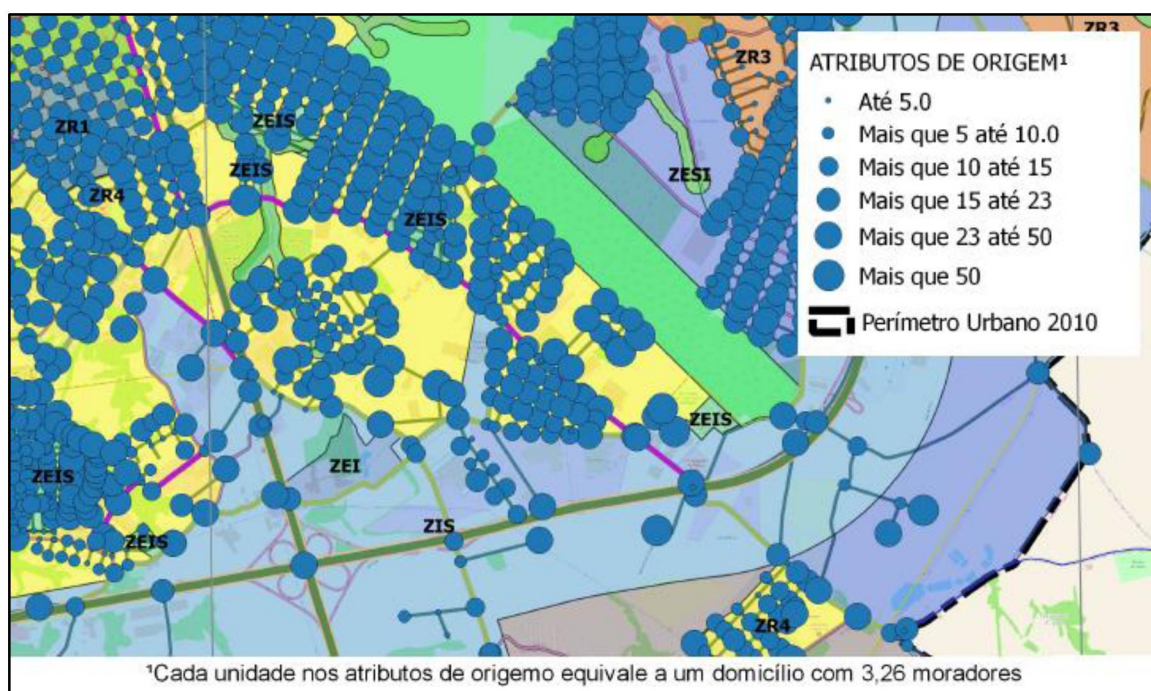 ZR3
ZR3
ATRIBUTOS DE ORIGEM¹
Até 5.0
Mais que 5 até 10.0
Mais que 10 até 15
Mais que 15 até 23
Mais que 23 até 50
Mais que 50
Perímetro Urbano 2010
ZEIS
ZR1
ZEIS
ZESI
ZR4
ZEIS
ZEIS
ZEIS
ZEI
ZIS
ZEIS
ZR4
¹Cada unidade nos atributos de origemo equivale a um domicílio com 3,26 moradores